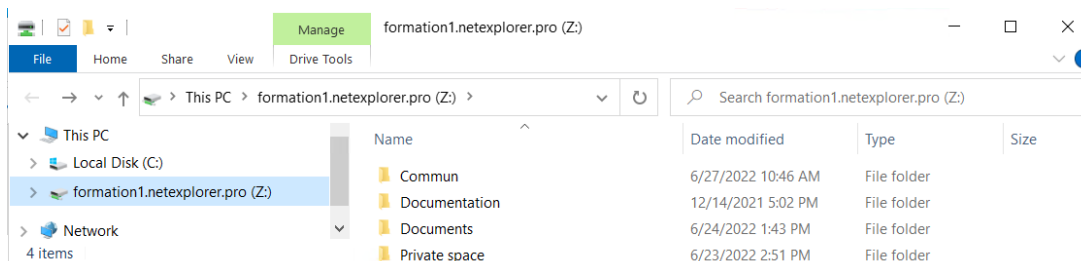 Manage formation1.netexplorer.pro (Z:)
File Home Share View Drive Tools
This PC formation1.netexplorer.pro (Z:) Search formation1.netexplorer.pro (Z:)
This PC
Local Disk (C:)
formation1.netexplorer.pro (Z:)
Network
4 items
Name Date modified Type Size
Commun 6/27/2022 10:46 AM File folder
Documentation 12/14/2021 5:02 PM File folder
Documents 6/24/2022 1:43 PM File folder
Private space 6/23/2022 2:51 PM File folder